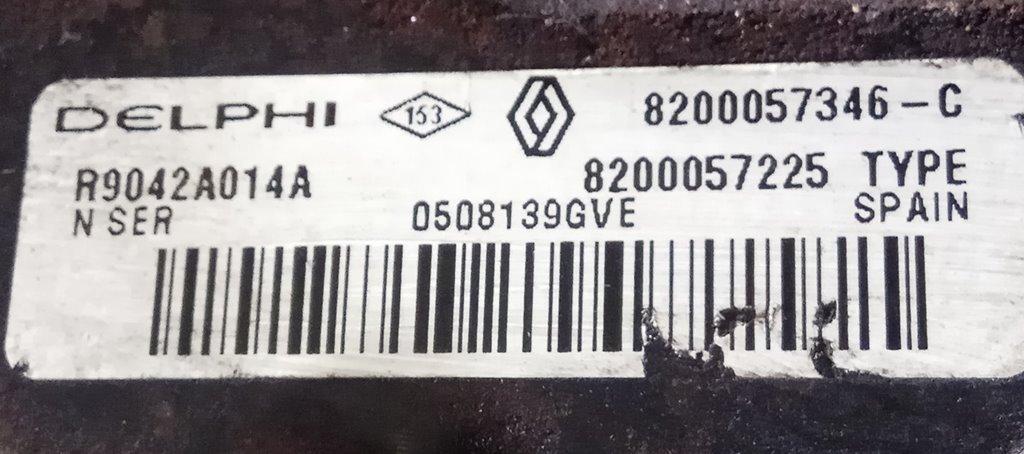 DELPHI 153 8200057346-C
R9042A014A 8200057225 TYPE
N SER 0508139GVE SPAIN